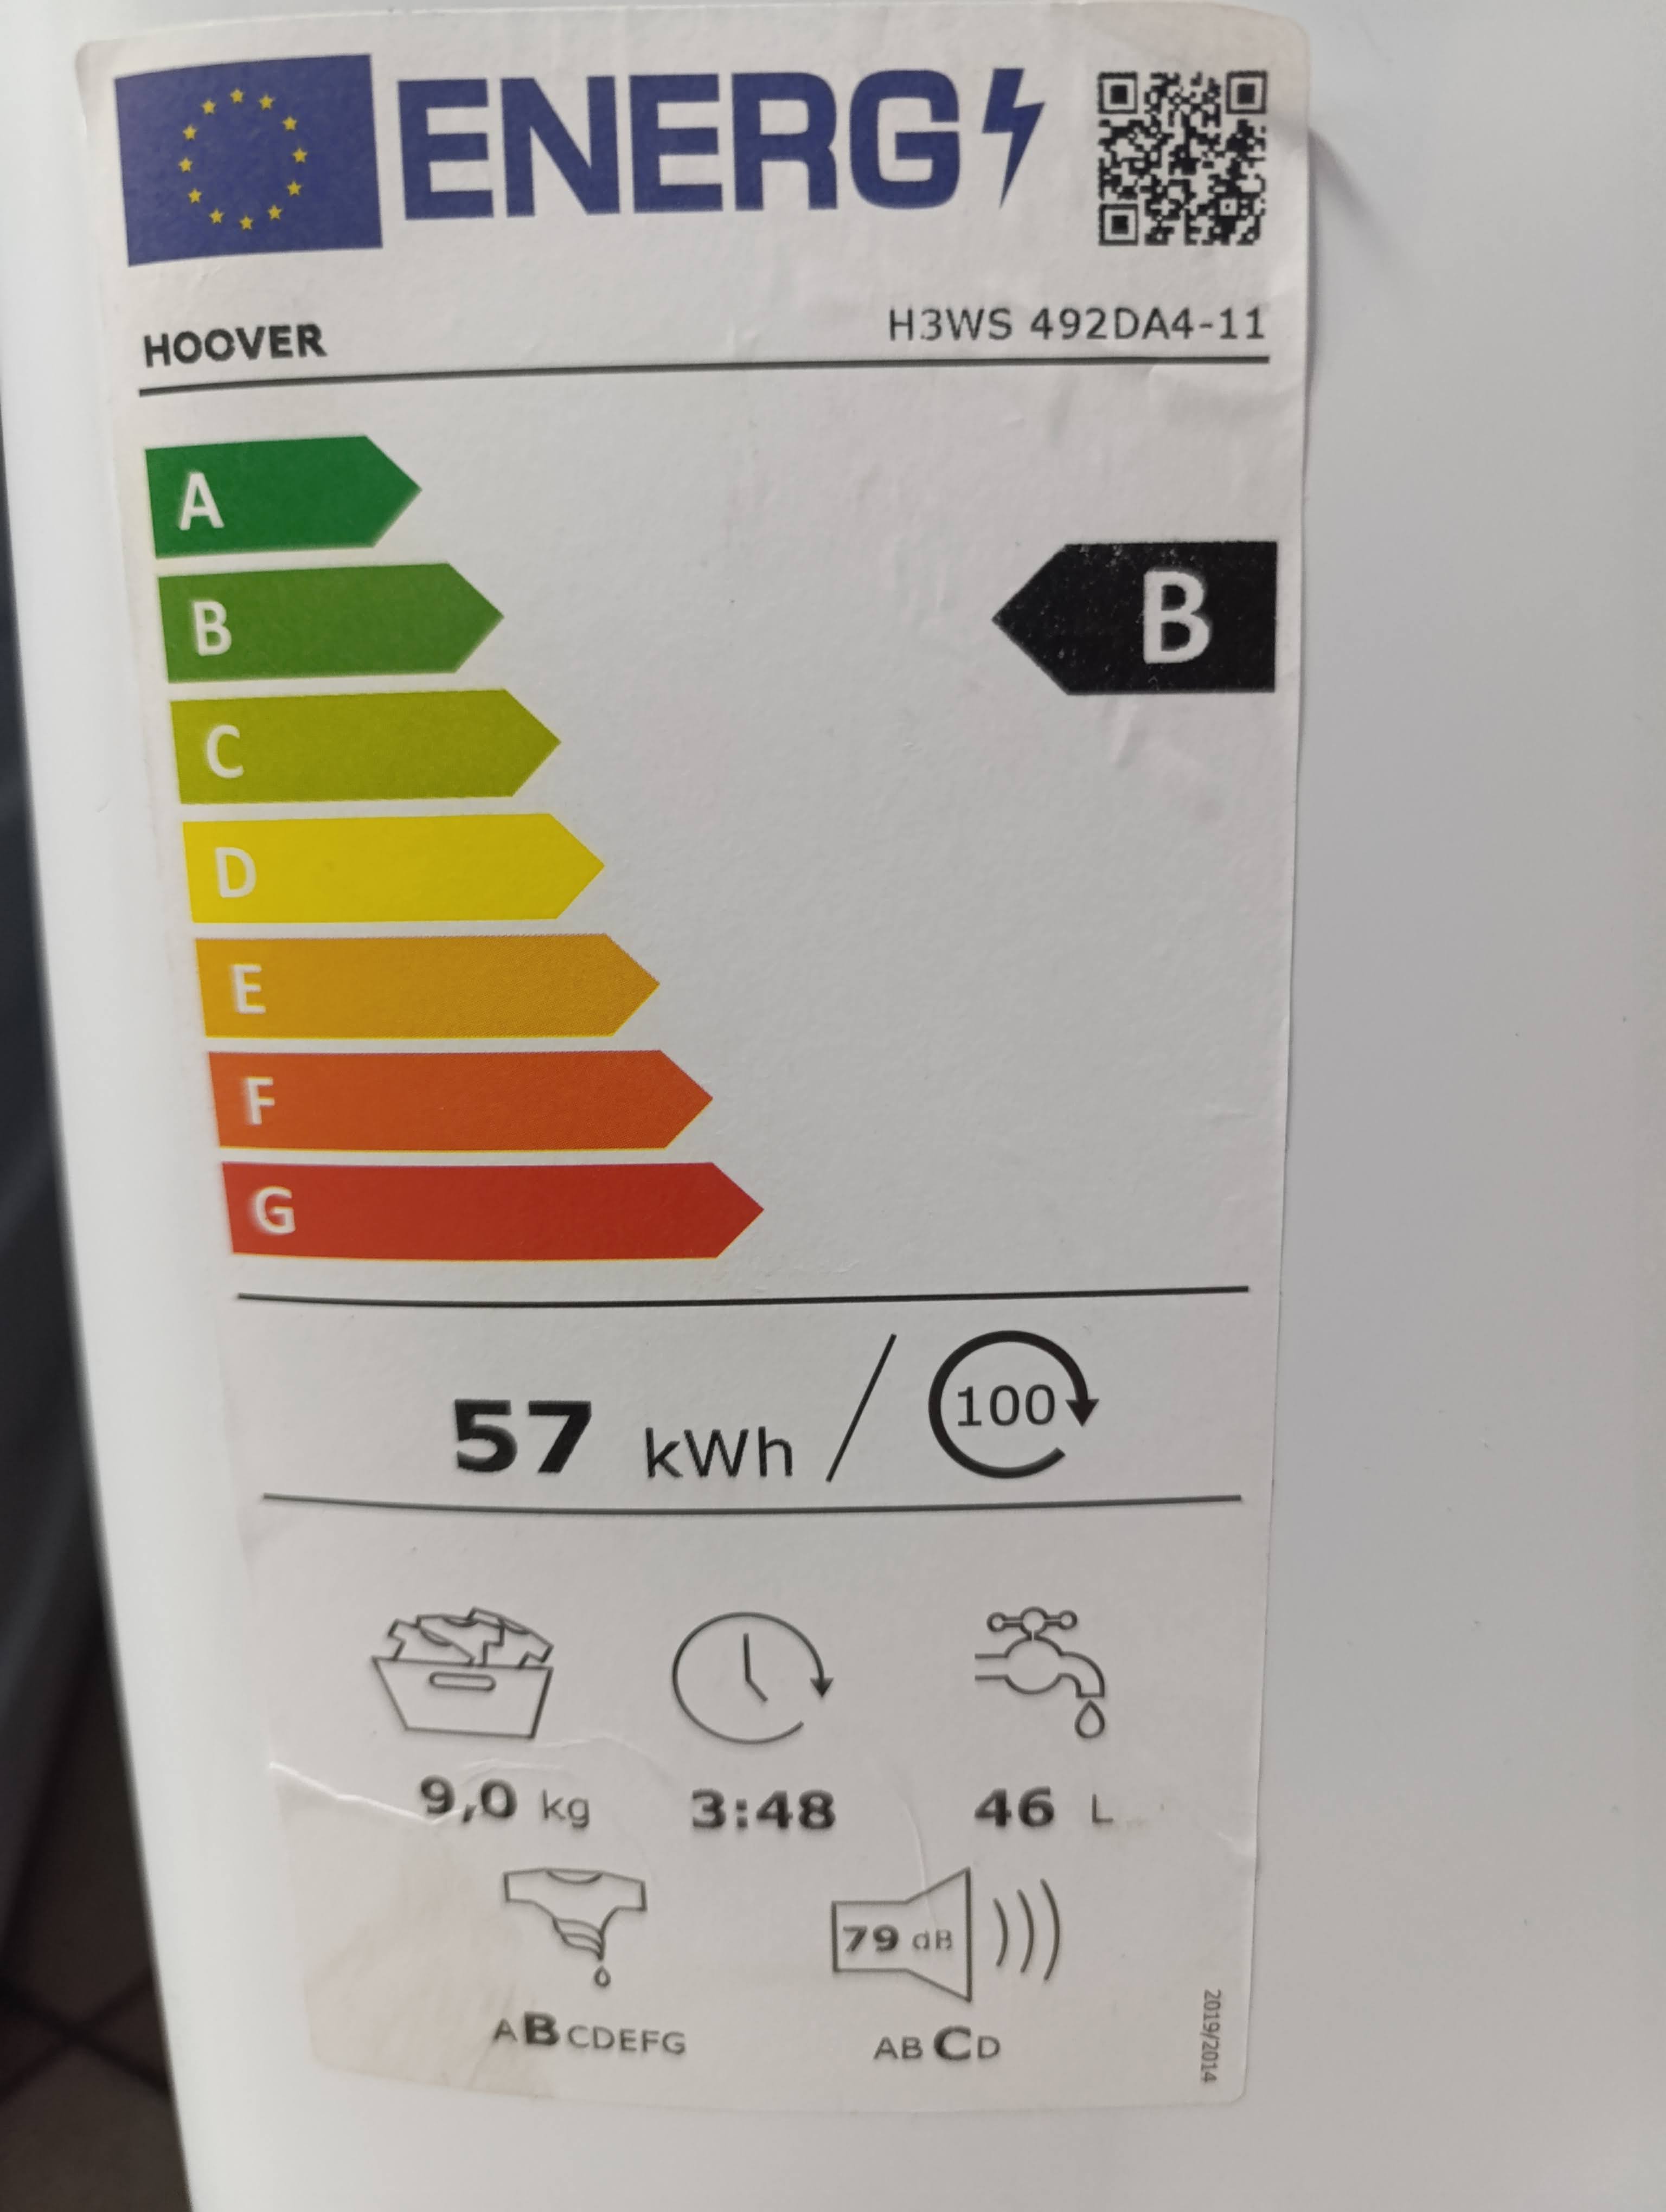 ENERG
HOOVER H3WS 492DA4-11
A
B
B
C
D
E
F
G
57 kWh / 100
9,0 kg 3:48 46 L
79 dB
ABCDEFG ABCD
2019/2014